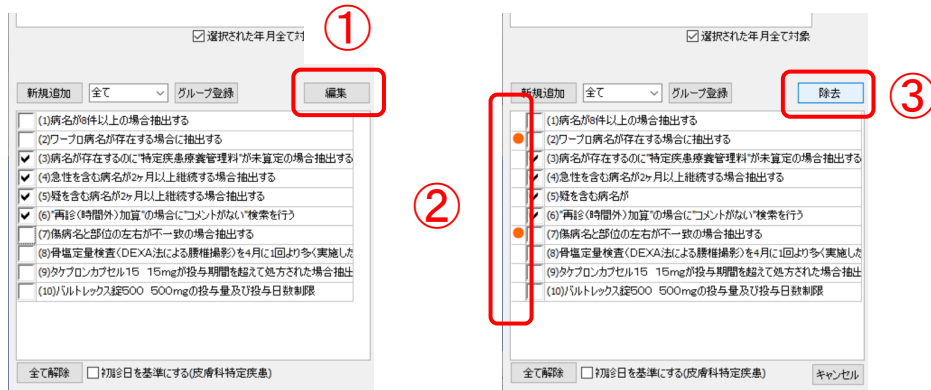 ①
☑選択された年月全て対
新規追加 全て グループ登録 編集
(1)病名が8件以上の場合抽出する
(2)ワープロ病名が存在する場合に抽出する
(3)病名が存在するのに"特定疾患療養管理料"が未算定の場合抽出する
(4)急性を含む病名が2ヶ月以上継続する場合抽出する
(5)疑を含む病名が2ヶ月以上継続する場合抽出する
(6)"再診(時間外)加算"の場合に"コメントがない"検索を行う
(7)傷病名と部位の左右が不一致の場合抽出する
(8)骨塩定量検査(DEXA法による腰椎撮影)を4月に1回より多く実施した
(9)タケプロンカプセル15 15mgが投与期間を超えて処方された場合抽出
(10)バルトレックス錠500 500mgの投与量及び投与日数制限
全て解除 初診日を基準にする(皮膚科特定疾患)
②
☑選択された年月全て対象
新規追加 全て グループ登録 除去
③
(1)病名が8件以上の場合抽出する
(2)ワープロ病名が存在する場合に抽出する
(3)病名が存在するのに"特定疾患療養管理料"が未算定の場合抽出する
(4)急性を含む病名が2ヶ月以上継続する場合抽出する
(5)疑を含む病名が
(6)"再診(時間外)加算"の場合に"コメントがない"検索を行う
(7)傷病名と部位の左右が不一致の場合抽出する
(8)骨塩定量検査(DEXA法による腰椎撮影)を4月に1回より多く実施した
(9)タケプロンカプセル15 15mgが投与期間を超えて処方された場合抽出
(10)バルトレックス錠500 500mgの投与量及び投与日数制限
全て解除 初診日を基準にする(皮膚科特定疾患) キャンセル